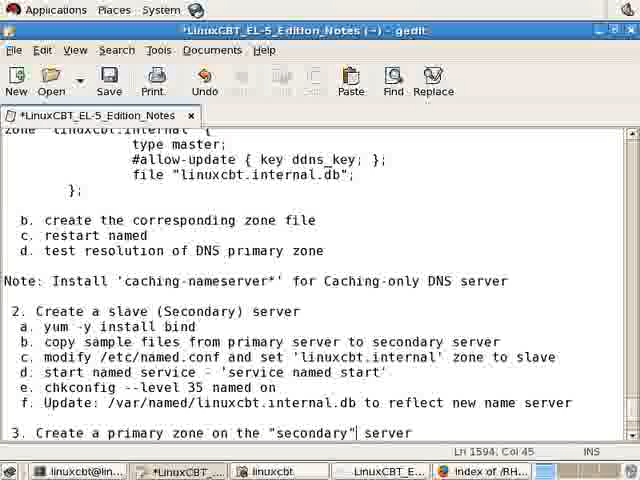 Applications Places System
*LinuxCBT_EL-5_Edition_Notes (~) - gedit
File Edit View Search Tools Documents Help
New Open Save Print. Undo Paste Find Replace
*LinuxCBT_EL-5_Edition_Notes ×
zone "linuxcbt.internal" {
type master;
#allow-update { key ddns_key; };
file "linuxcbt.internal.db";
};
b. create the corresponding zone file
c. restart named
d. test resolution of DNS primary zone
Note: Install 'caching-nameserver*' for Caching-only DNS server
2. Create a slave (Secondary) server
a. yum -y install bind
b. copy sample files from primary server to secondary server
c. modify /etc/named.conf and set 'linuxcbt.internal' zone to slave
d. start named service - 'service named start'
e. chkconfig --level 35 named on
f. Update: /var/named/linuxcbt.internal.db to reflect new name server
3. Create a primary zone on the "secondary" server
Ln 1594, Col 45 INS
linuxcbt@lin... *LinuxCBT_... linuxcbt LinuxCBT_E... Index of /RH...